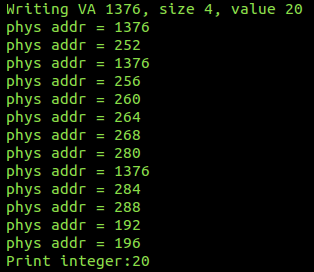 Writing VA 1376, size 4, value 20
phys addr = 1376
phys addr = 252
phys addr = 1376
phys addr = 256
phys addr = 260
phys addr = 264
phys addr = 268
phys addr = 280
phys addr = 1376
phys addr = 284
phys addr = 288
phys addr = 192
phys addr = 196
Print integer:20